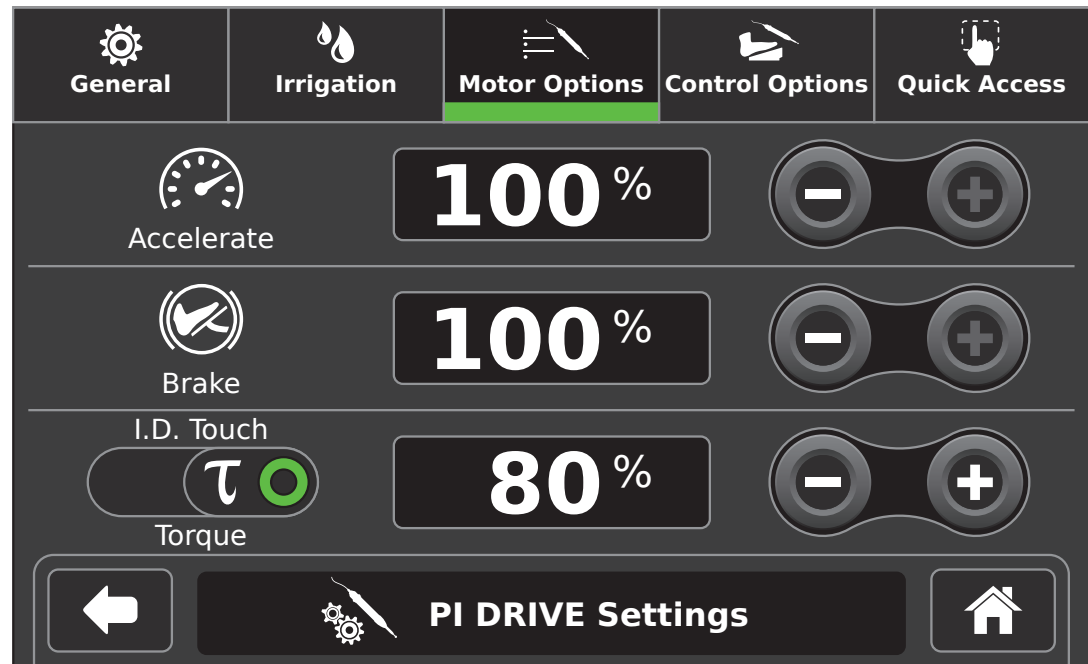 General
Irrigation
Motor Options
Control Options
Quick Access
Accelerate
100%
Brake
100%
I.D. Touch
τ
Torque
80%
PI DRIVE Settings